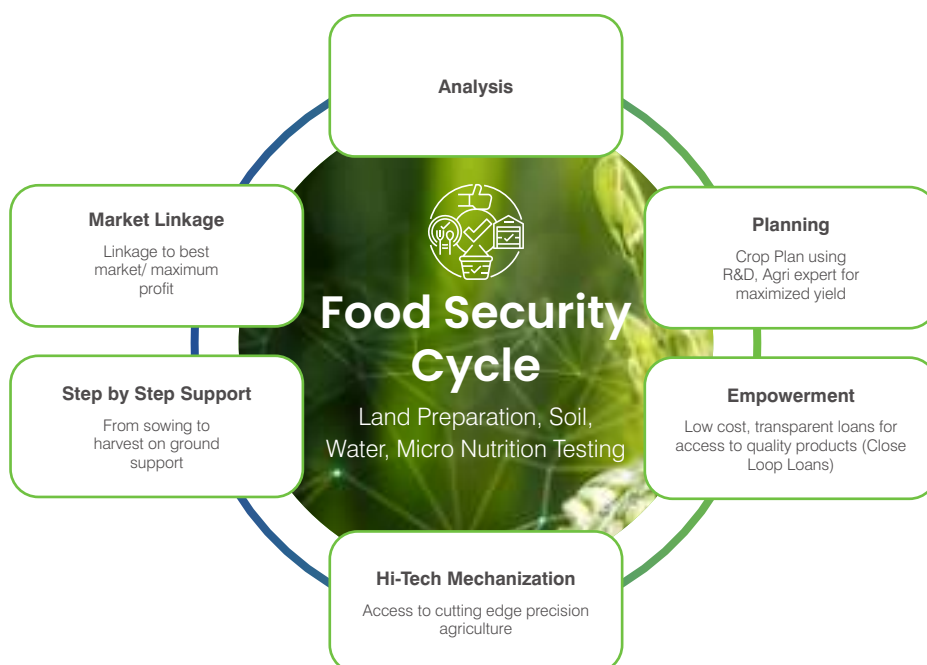 Analysis
Market Linkage
Linkage to best
market/ maximum
profit
Planning
Crop Plan using
R&D, Agri expert for
maximized yield
Food Security
Cycle
Land Preparation, Soil,
Water, Micro Nutrition Testing
Step by Step Support
From sowing to
harvest on ground
support
Empowerment
Low cost, transparent loans for
access to quality products (Close
Loop Loans)
Hi-Tech Mechanization
Access to cutting edge precision
agriculture